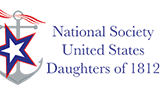 National Society
United States
Daughters of 1812